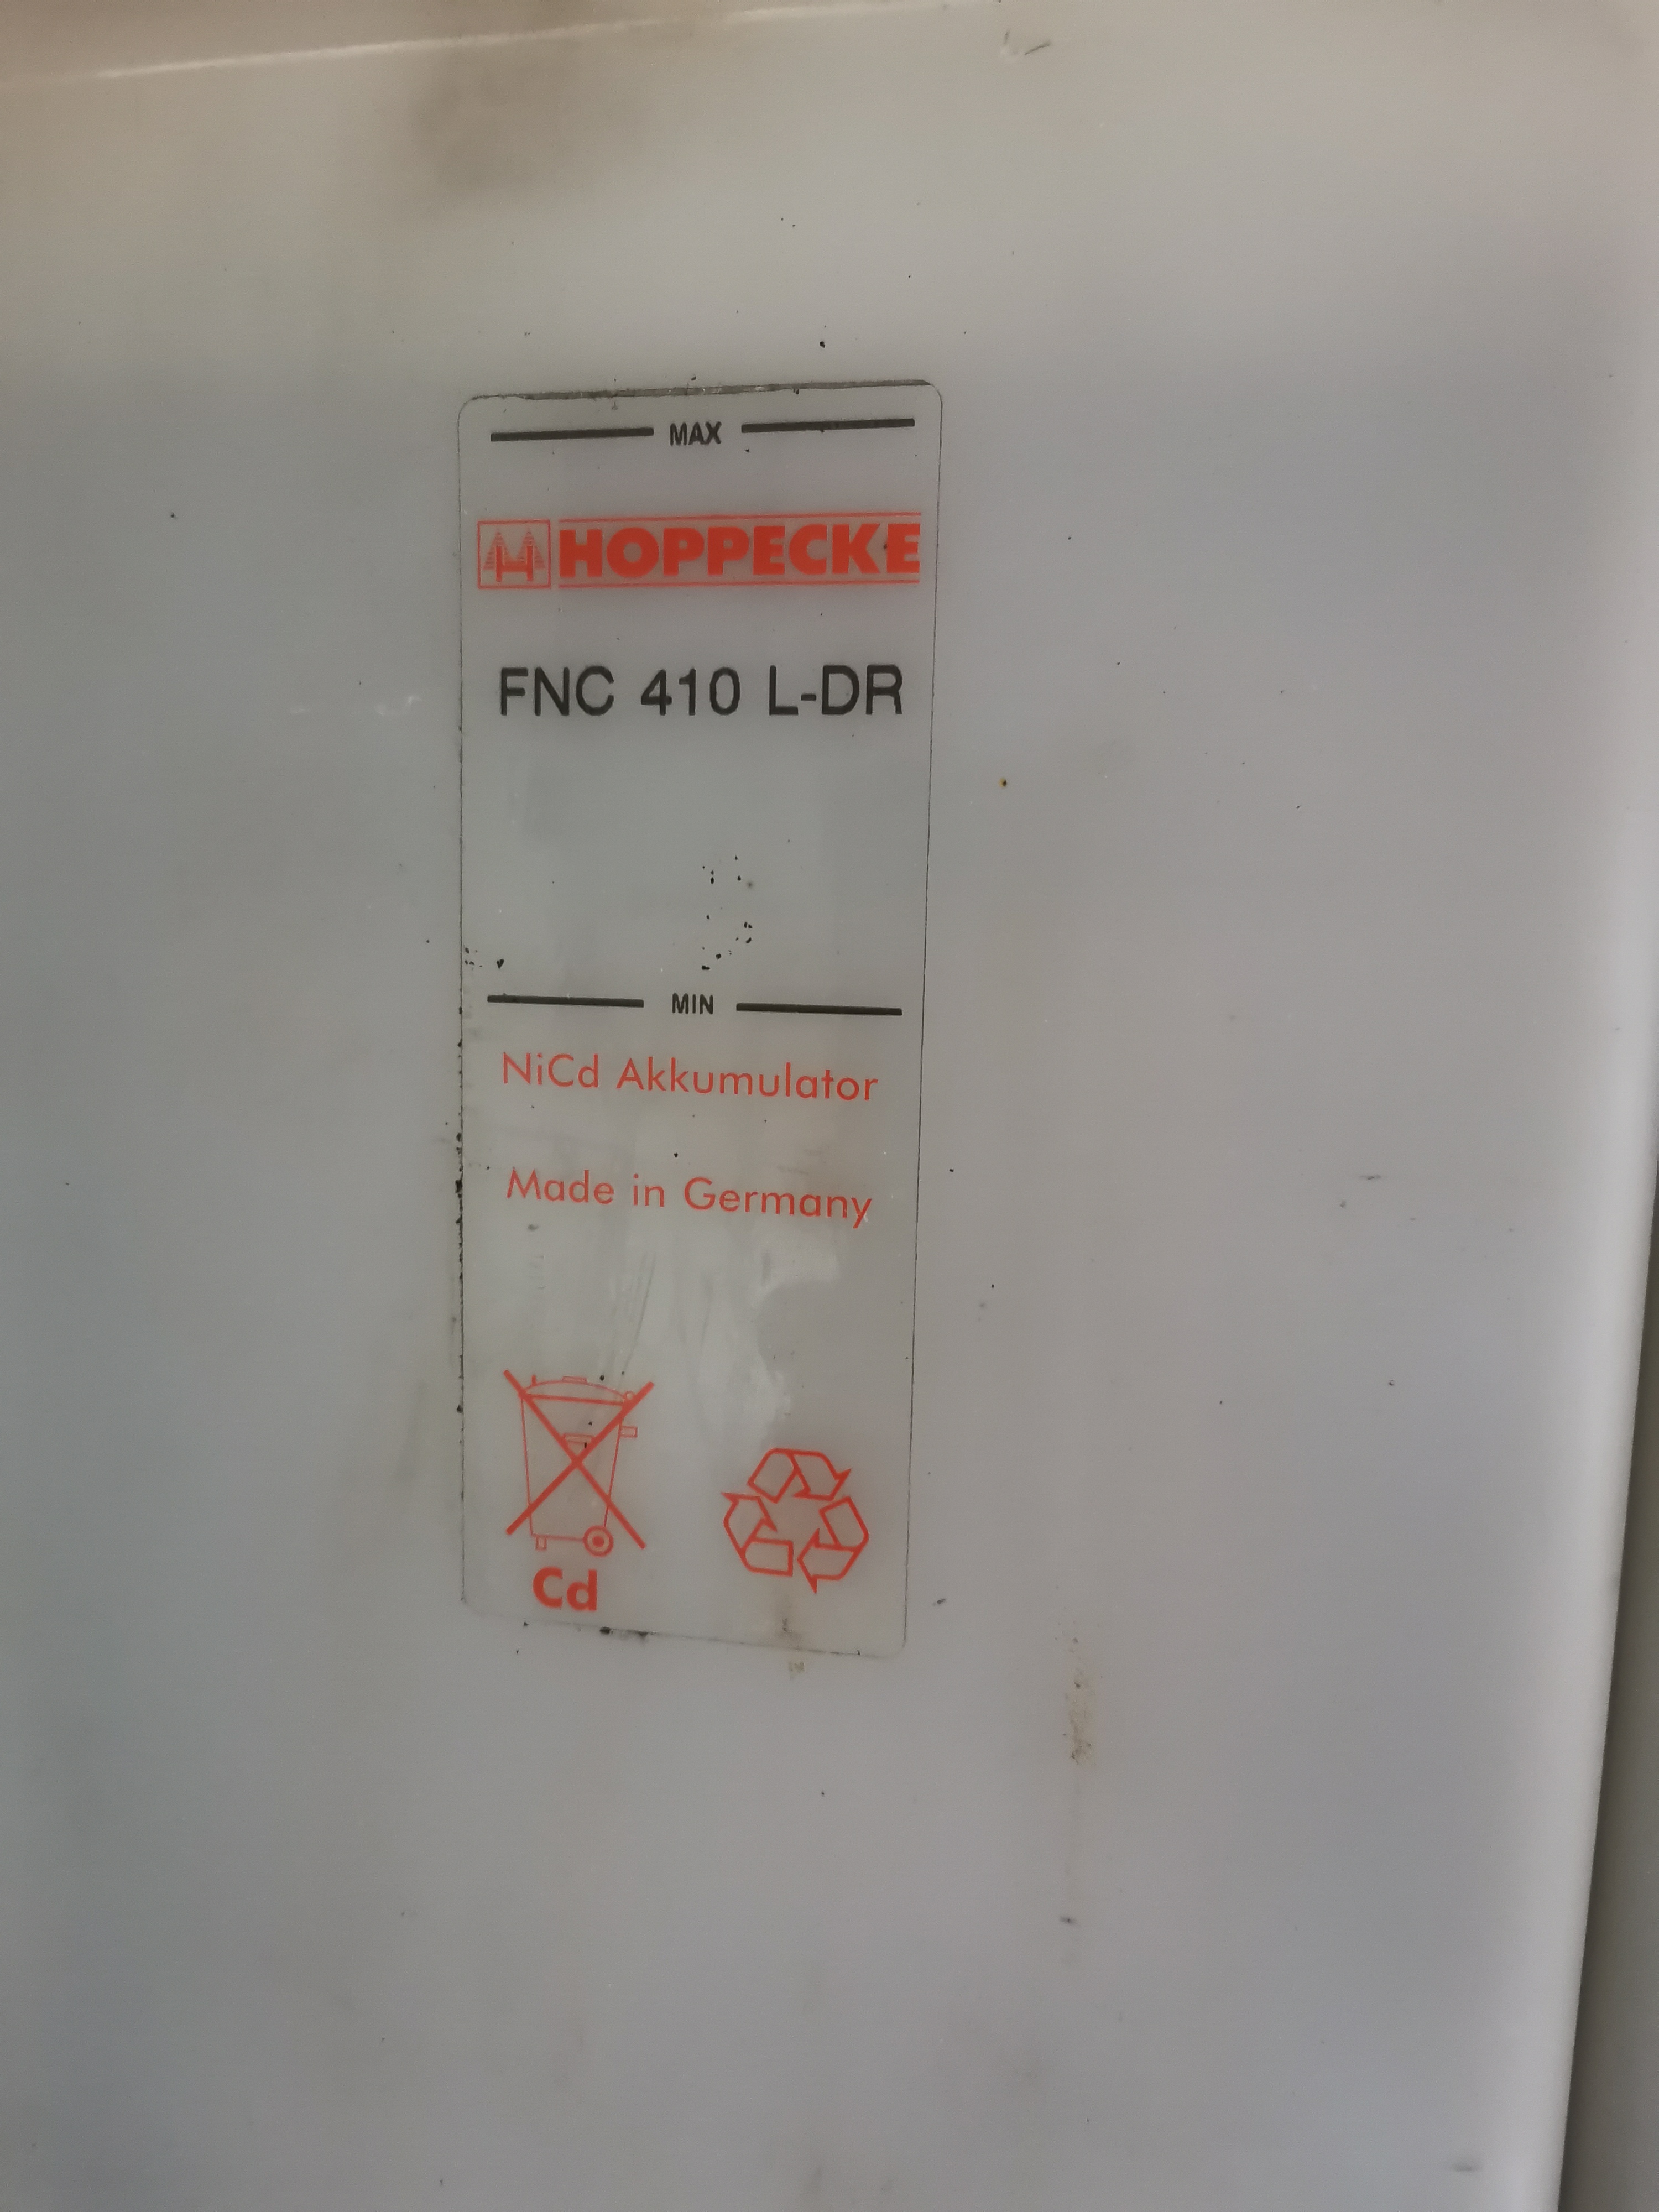 MAX
HOPPECKE
FNC 410 L-DR
MIN
NiCd Akkumulator
Made in Germany
Cd